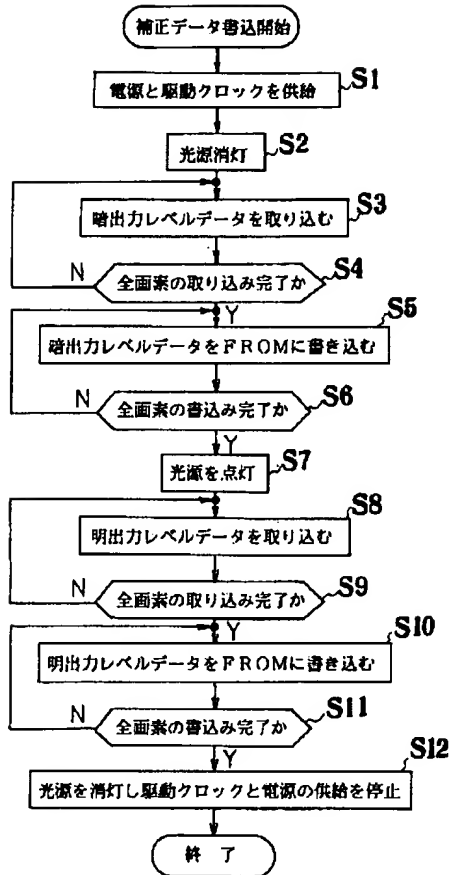 補正データ書込開始
電源と駆動クロックを供給
S1
光源消灯
S2
暗出力レベルデータを取り込む
S3
全画素の取り込み完了か
S4
N
Y
暗出力レベルデータをFROMに書き込む
S5
全画素の書込み完了か
S6
N
Y
光源を点灯
S7
明出力レベルデータを取り込む
S8
全画素の取り込み完了か
S9
N
Y
明出力レベルデータをFROMに書き込む
S10
全画素の書込み完了か
S11
N
Y
光源を消灯し駆動クロックと電源の供給を停止
S12
終了